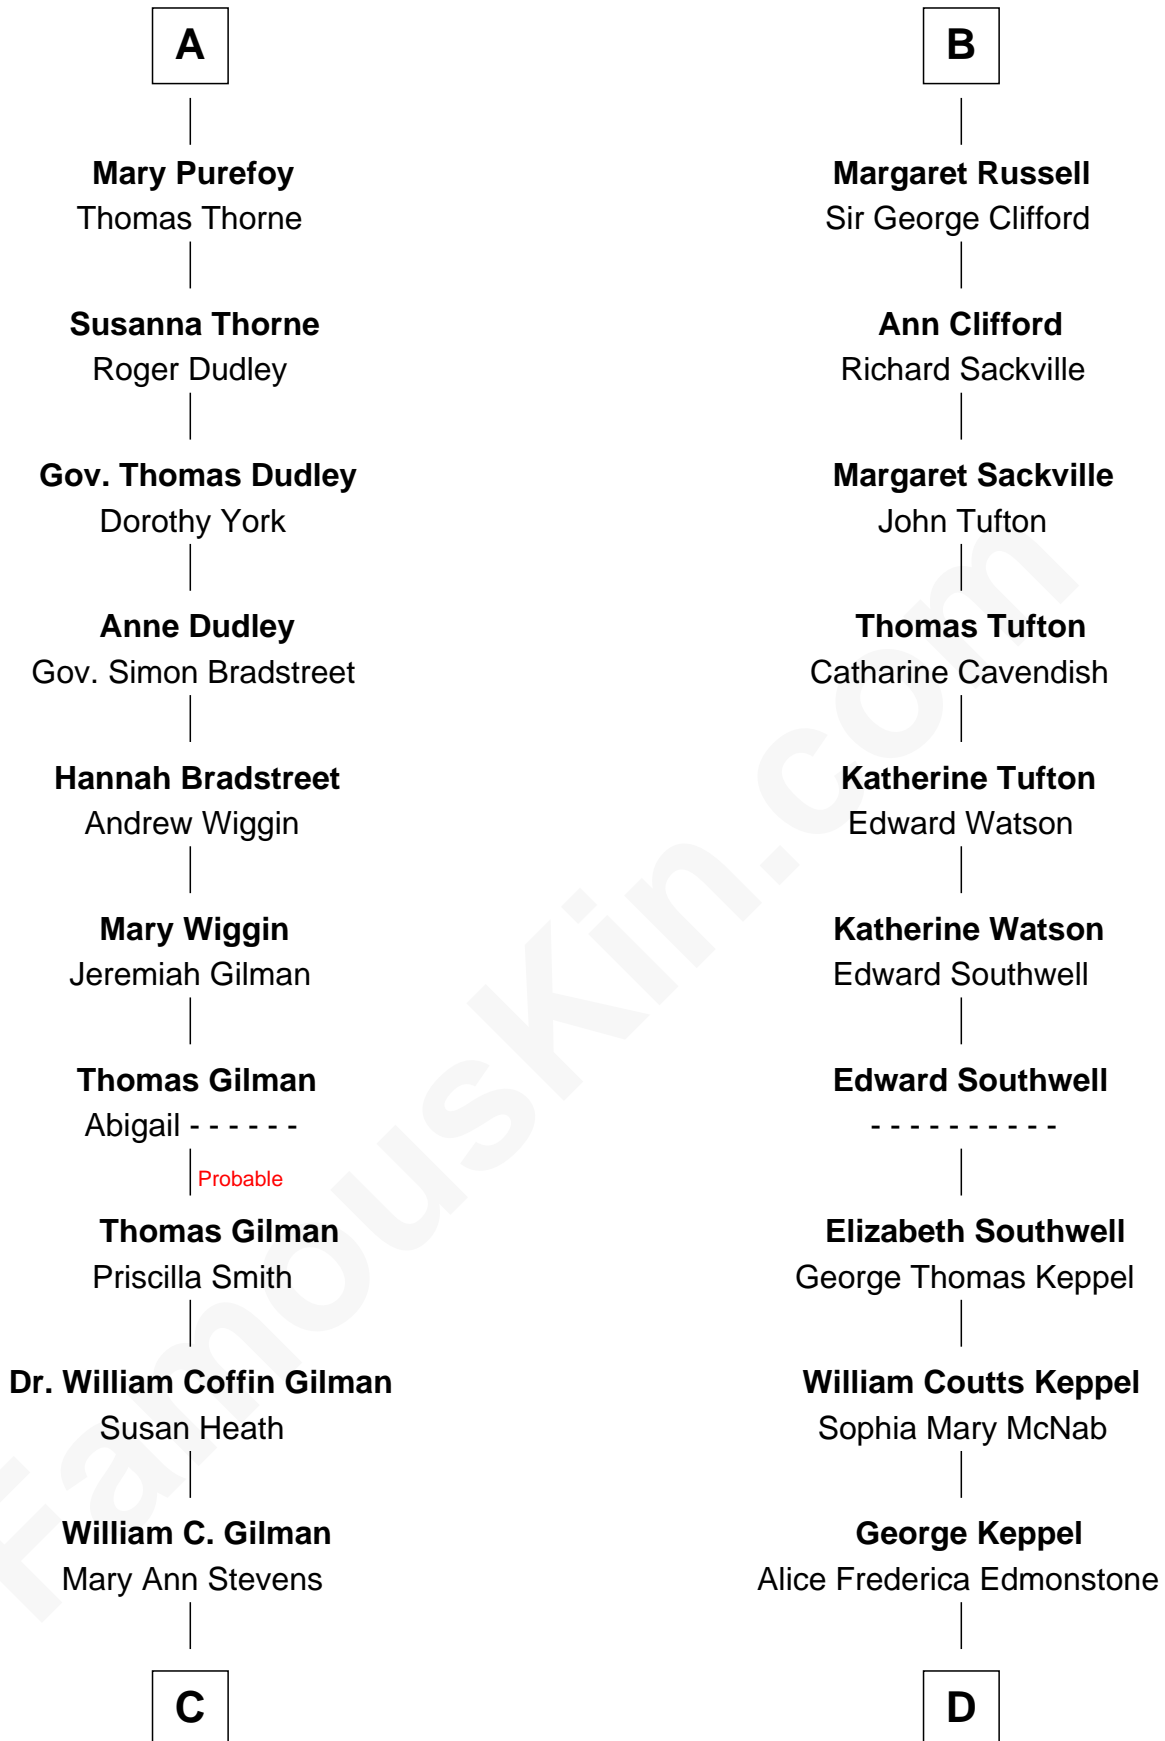 A
Mary Purefoy
Thomas Thorne
Susanna Thorne
Roger Dudley
Gov. Thomas Dudley
Dorothy York
Anne Dudley
Gov. Simon Bradstreet
Hannah Bradstreet
Andrew Wiggin
Mary Wiggin
Jeremiah Gilman
Thomas Gilman
Abigail - - - - - -
Probable
Thomas Gilman
Priscilla Smith
Dr. William Coffin Gilman
Susan Heath
William C. Gilman
Mary Ann Stevens
C
B
Margaret Russell
Sir George Clifford
Ann Clifford
Richard Sackville
Margaret Sackville
John Tufton
Thomas Tufton
Catharine Cavendish
Katherine Tufton
Edward Watson
Katherine Watson
Edward Southwell
Edward Southwell
- - - - - - - - - -
Elizabeth Southwell
George Thomas Keppel
William Coutts Keppel
Sophia Mary McNab
George Keppel
Alice Frederica Edmonstone
D
FamousKin.com